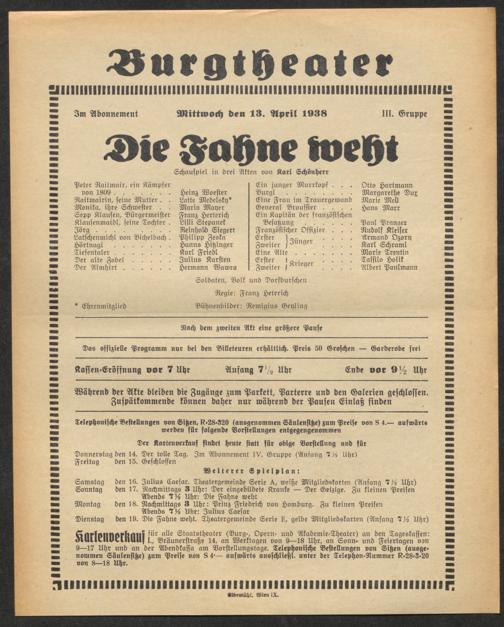 Burgtheater
Im Abonnement Mittwoch den 13. April 1938 III. Gruppe
Die Fahne weht
Schauspiel in drei Akten von Karl Schönherr
Peter Raitmair, ein Kämpfer
von 1809 . . . . Heinz Woester
Raitmairin, seine Mutter . . Lotte Medelsky*
Monika, ihre Schwester . . Maria Mayer
Sepp Klausen, Bürgermeister Franz Herterich
Klausenmaidl, seine Tochter . Lilli Stepanek
Jörg . . . . Reinhold Siegert
Latschenmichl von Bichelbach . Philipp Zeska
Hörtnagl . . . . Hanns Hitzinger
Tiefentaler . . . . Karl Friedl
Der alte Fadel . . . . Julius Karsten
Der Almhirt . . . . Hermann Wawra
Ein junger Murrkopf . . . Otto Hartmann
Burgl . . . . Margarethe Dux
Eine Frau in Trauergewand Maria Mell
General Broussier . . . Hans Marr
Ein Kapitän der französischen
Besatzung . . . . Paul Pranger
Französischer Offizier . . Rudolf Kleiser
Erster } Jünger . . . Armand Ozory
Zweiter . . . Karl Schraml
Eine Alte . . . . Marie Trentin
Erster } Krieger . . . Tassilo Holik
Zweiter . . . Albert Paulmann
Soldaten, Volk und Dorfburschen
Regie: Franz Heterich
* Ehrenmitglied Bühnenbilder: Remigius Geyling
Nach dem zweiten Akt eine größere Pause
Das offizielle Programm nur bei den Billeteuren erhältlich. Preis 50 Groschen — Garderobe frei
Kassen-Eröffnung vor 7 Uhr Anfang 7½ Uhr Ende vor 9½ Uhr
Während der Akte bleiben die Zugänge zum Parkett, Parterre und den Galerien geschlossen.
Zuspätkommende können daher nur während der Pausen Einlaß finden
Telephonische Bestellungen von Sitzen, R-28-320 (ausgenommen Säulensitze) zum Preise von S 4.— aufwärts
werden für folgende Vorstellungen entgegengenommen
Der Kartenverkauf findet heute statt für obige Vorstellung und für
Donnerstag den 14. Der tolle Tag. Im Abonnement IV. Gruppe (Anfang 7½ Uhr)
Freitag den 15. Geschlossen
Weiterer Spielplan:
Samstag den 16. Julius Caesar. Theatergemeinde Serie A, weiße Mitgliedskarten (Anfang 7½ Uhr)
Sonntag den 17. Nachmittags 3 Uhr: Der eingebildete Kranke — Der Geizige. Zu kleinen Preisen
Abends 7½ Uhr: Die Fahne weht
Montag den 18. Nachmittags 3 Uhr: Prinz Friedrich von Homburg. Zu kleinen Preisen
Abends 7½ Uhr: Julius Caesar
Dienstag den 19. Die Fahne weht. Theatergemeinde Serie E, gelbe Mitgliedskarten (Anfang 7½ Uhr)
Kartenverkauf für alle Staatstheater (Burg-, Opern- und Akademie-Theater) an den Tageskassen:
I., Bräunerstraße 14, an Werktagen von 9—18 Uhr, an Sonn- und Feiertagen von
9—17 Uhr und an der Abendkassa am Vorstellungstage. Telephonische Bestellungen von Sitzen (ausge-
nommen Säulensitze) zum Preise von S 4·— aufwärts anschließl. unter der Telephon-Nummer R-28-3-20
von 8—18 Uhr.
Elbemühl, Wien IX.